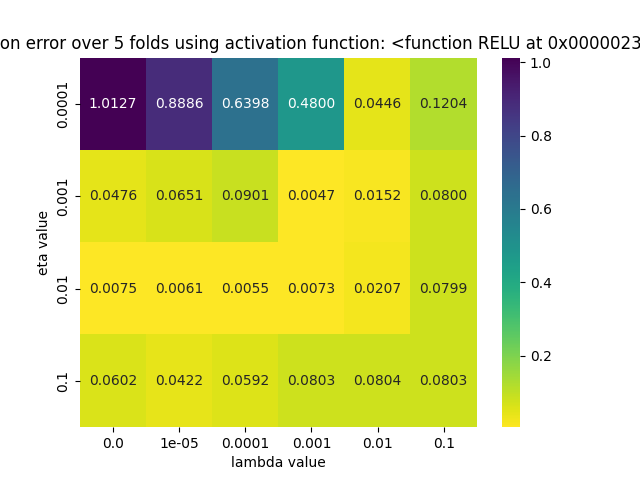 on error over 5 folds using activation function: <function RELU at 0x0000023
eta value
0.0001 1.0127 0.8886 0.6398 0.4800 0.0446 0.1204
0.001 0.0476 0.0651 0.0901 0.0047 0.0152 0.0800
0.01 0.0075 0.0061 0.0055 0.0073 0.0207 0.0799
0.1 0.0602 0.0422 0.0592 0.0803 0.0804 0.0803
0.0 1e-05 0.0001 0.001 0.01 0.1
lambda value
1.0
0.8
0.6
0.4
0.2